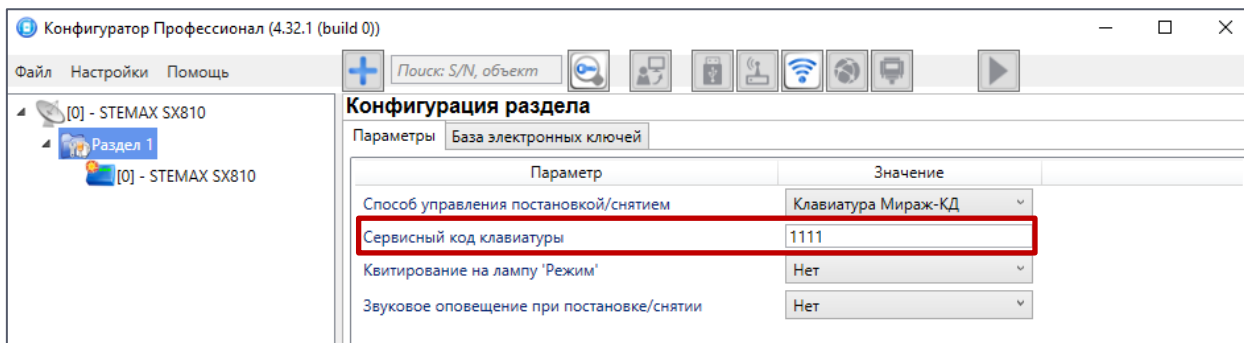 Конфигуратор Профессионал (4.32.1 (build 0))
Файл Настройки Помощь
Поиск: S/N, объект
[0] - STEMAX SX810
Раздел 1
[0] - STEMAX SX810
Конфигурация раздела
Параметры База электронных ключей
Параметр Значение
Способ управления постановкой/снятием Клавиатура Мираж-КД
Сервисный код клавиатуры 1111
Квитирование на лампу 'Режим' Нет
Звуковое оповещение при постановке/снятии Нет